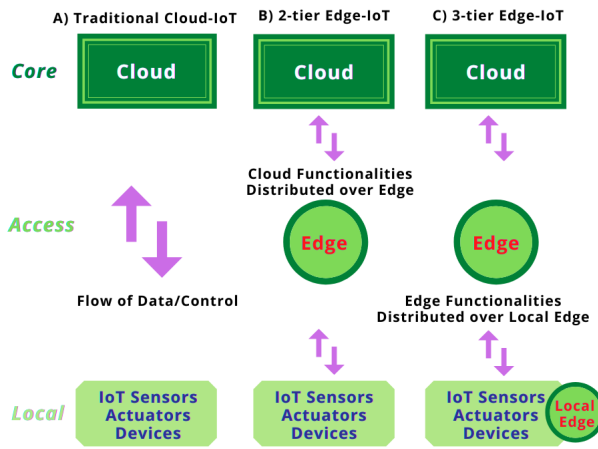 A) Traditional Cloud-IoT
B) 2-tier Edge-IoT
C) 3-tier Edge-IoT
Core
Cloud
Cloud
Cloud
Cloud Functionalities
Distributed over Edge
Access
Edge
Edge
Flow of Data/Control
Edge Functionalities
Distributed over Local Edge
Local
IoT Sensors
Actuators
Devices
IoT Sensors
Actuators
Devices
IoT Sensors
Actuators
Devices
Local
Edge